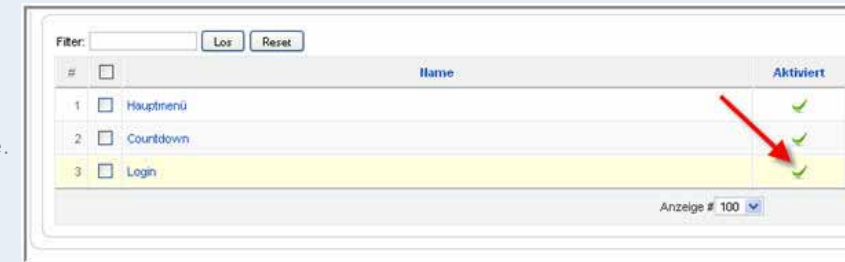 Filter: Los Reset
# Name Aktiviert
1 Hauptmenü
2 Countdown
3 Login
Anzeige # 100